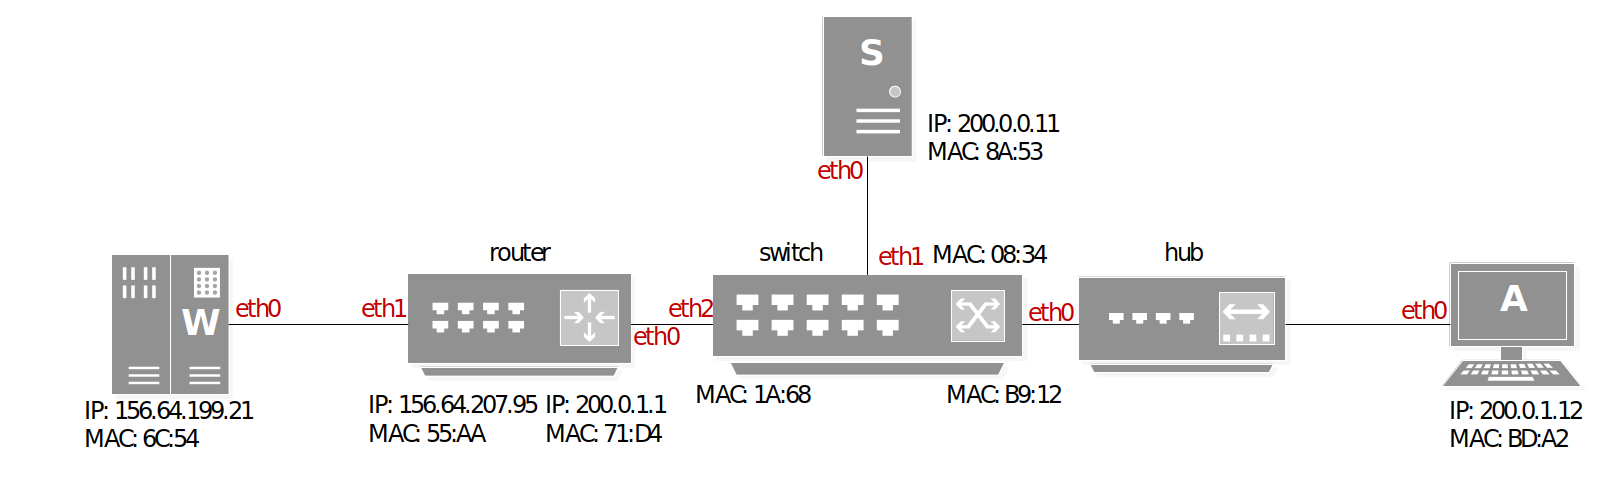 S
IP: 200.0.0.11
MAC: 8A:53
eth0
router
switch
eth1
MAC: 08:34
hub
W
eth0
eth1
eth2
eth0
eth0
eth0
A
IP: 156.64.199.21
MAC: 6C:54
IP: 156.64.207.95
MAC: 55:AA
IP: 200.0.1.1
MAC: 71:D4
MAC: 1A:68
MAC: B9:12
IP: 200.0.1.12
MAC: BD:A2